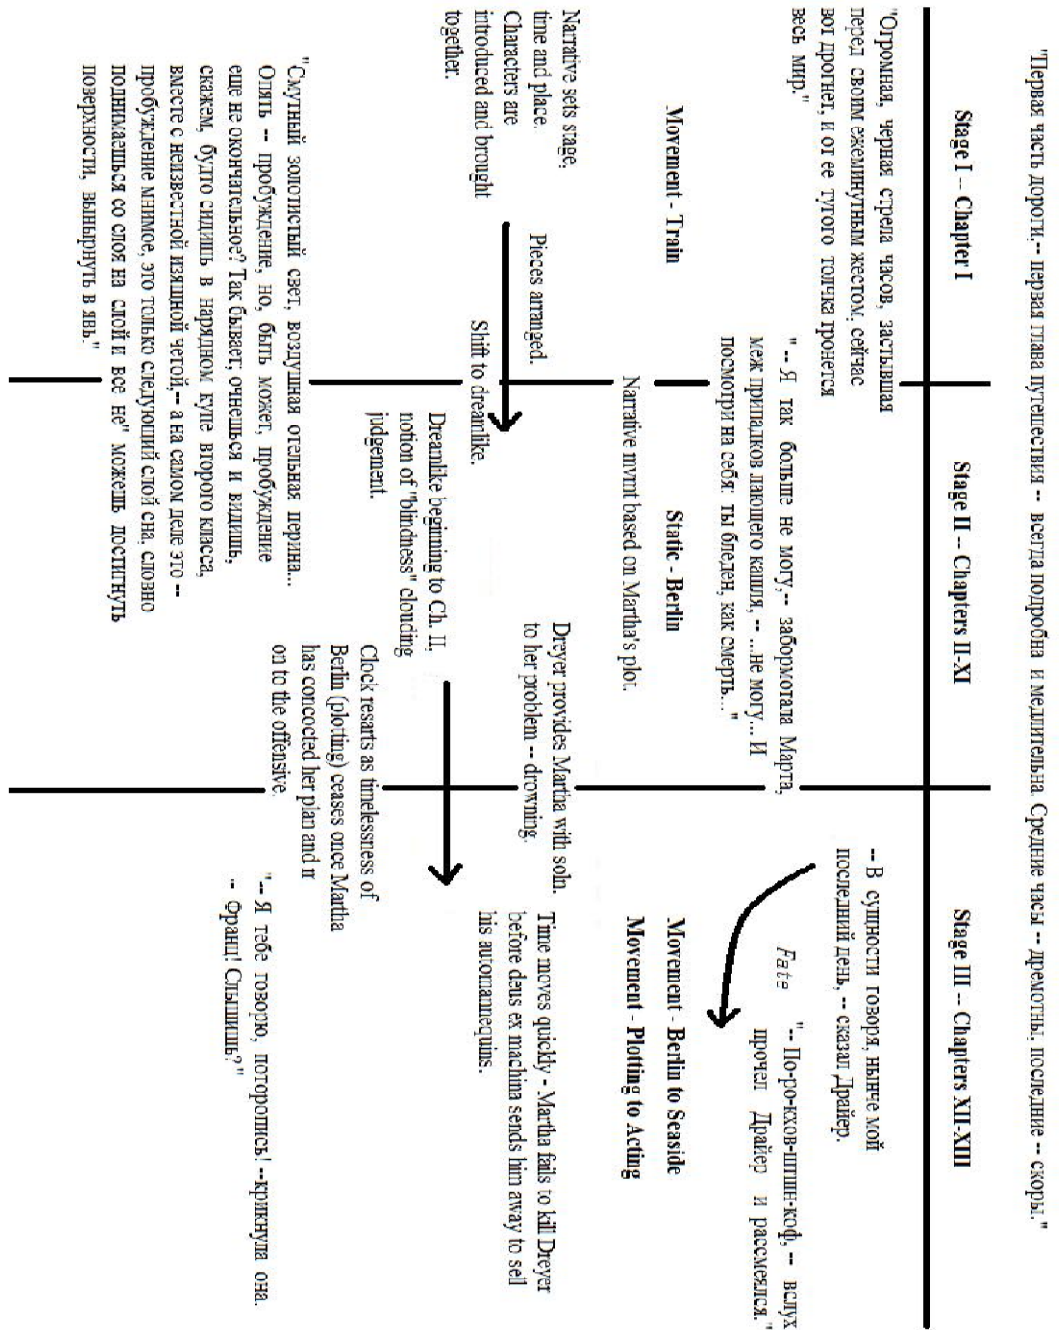 "Первая часть дороги,-- первая глава путешествия -- всегда подробна и медлительна. Средние часы -- дремотны, последние -- скоры."
Stage I -- Chapter I
Stage II -- Chapters II-XI
Stage III -- Chapters XII-XIII
"Огромная, черная стрела часов, застывшая
перед своим ежеминутным жестом, сейчас
вот дрогнет, и от ее тугого толчка тронется
весь мир."
" -- Я так больше не могу,-- забормотала Марта,
меж припадков лающего кашля, -- ...не могу... И
посмотри на себя: ты бледен, как смерть..."
-- В сущности говоря, нынче мой
последний день, -- сказал Драйер.
Fate
"-- По-ро-кхов-штшн-коф, -- вслух
прочел Драйер и рассмеялся."
Movement - Train
Static - Berlin
Movement - Berlin to Seaside
Movement - Plotting to Acting
Narrative mvmt based on Martha's plot.
Narrative sets stage,
time and place.
Characters are
introduced and brought
together.
Pieces arranged.
Shift to dreamlike.
Dreyer provides Martha with soln.
to her problem -- drowning.
Time moves quickly - Martha fails to kill Dreyer
before deus ex machina sends him away to sell
his automannequins.
Dreamlike beginning to Ch. II,
notion of "blindness" clouding
judgement.
Clock resarts as timelessness of
Berlin (plotting) ceases once Martha
has concocted her plan and
on to the offensive.
"Смутный золотистый свет, воздушная отельная перина...
Опять -- пробуждение, но, быть может, пробуждение
еще не окончательное? Так бывает; очнешься и видишь,
скажем, будто сидишь в нарядном купе второго класса,
вместе с неизвестной изящной четой,-- а на самом деле это --
пробуждение мнимое, это только следующий слой сна, словно
поднимаешься со слоя на слой и все не" можешь достигнуть
поверхности, вынырнуть в явь."
"-- Я тебе говорю, поторопись! --крикнула она.
-- Франц! Слышишь?"